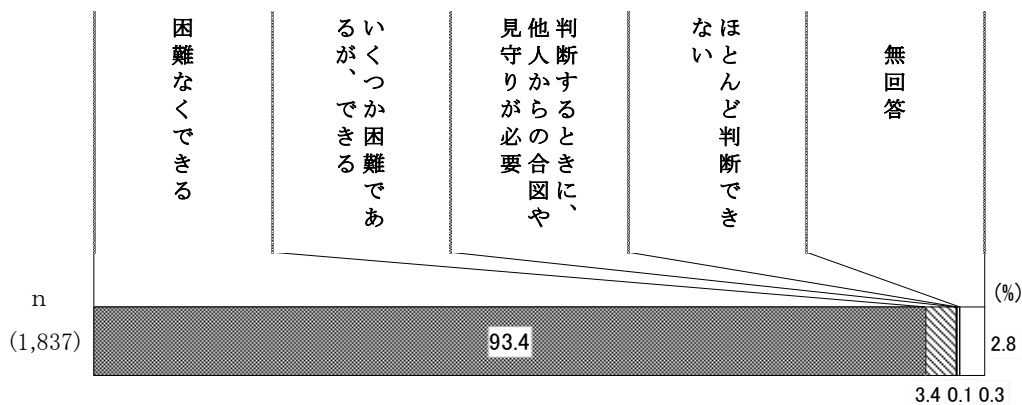 困難なくできる
いくつか困難であ
るが、できる
判断するときに、
他人からの合図や
見守りが必要
ほとんど判断でき
ない
無回答
n
(%)
(1,837)
93.4
2.8
3.4 0.1 0.3